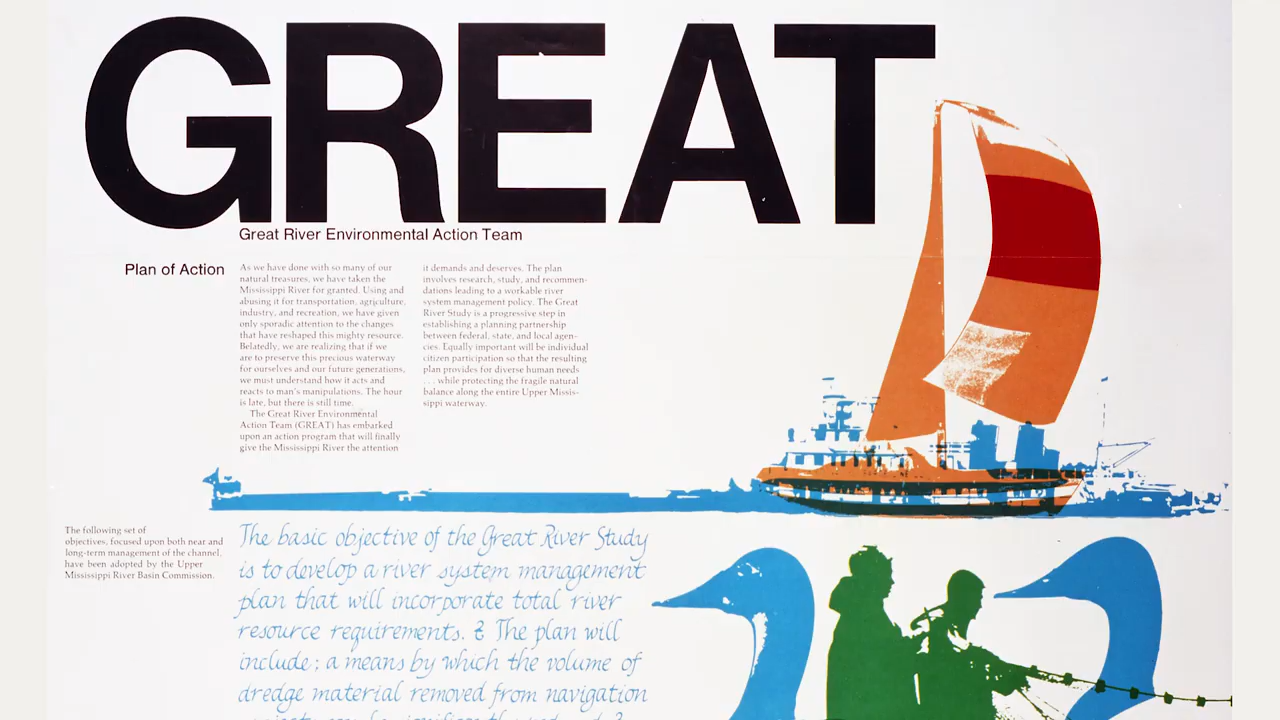 GREAT
Great River Environmental Action Team
Plan of Action
As we have done with so many of our
natural treasures, we have taken the
Mississippi River for granted. Using and
abusing it for transportation, agriculture,
industry, and recreation, we have given
only sporadic attention to the changes
that have reshaped this mighty resource.
Belatedly, we are realizing that if we
are to preserve this precious waterway
for ourselves and our future generations,
we must understand how it acts and
reacts to man's manipulations. The hour
is late, but there is still time.
The Great River Environmental
Action Team (GREAT) has embarked
upon an action program that will finally
give the Mississippi River the attention
it demands and deserves. The plan
involves research, study, and recommen-
dations leading to a workable river
system management policy. The Great
River Study is a progressive step in
establishing a planning partnership
between federal, state, and local agen-
cies. Equally important will be individual
citizen participation so that the resulting
plan provides for diverse human needs
. . . while protecting the fragile natural
balance along the entire Upper Missis-
sippi waterway.
The following set of
objectives, focused upon both near and
long-term management of the channel,
have been adopted by the Upper
Mississippi River Basin Commission.
The basic objective of the Great River Study
is to develop a river system management
plan that will incorporate total river
resource requirements. & The plan will
include; a means by which the volume of
dredge material removed from navigation